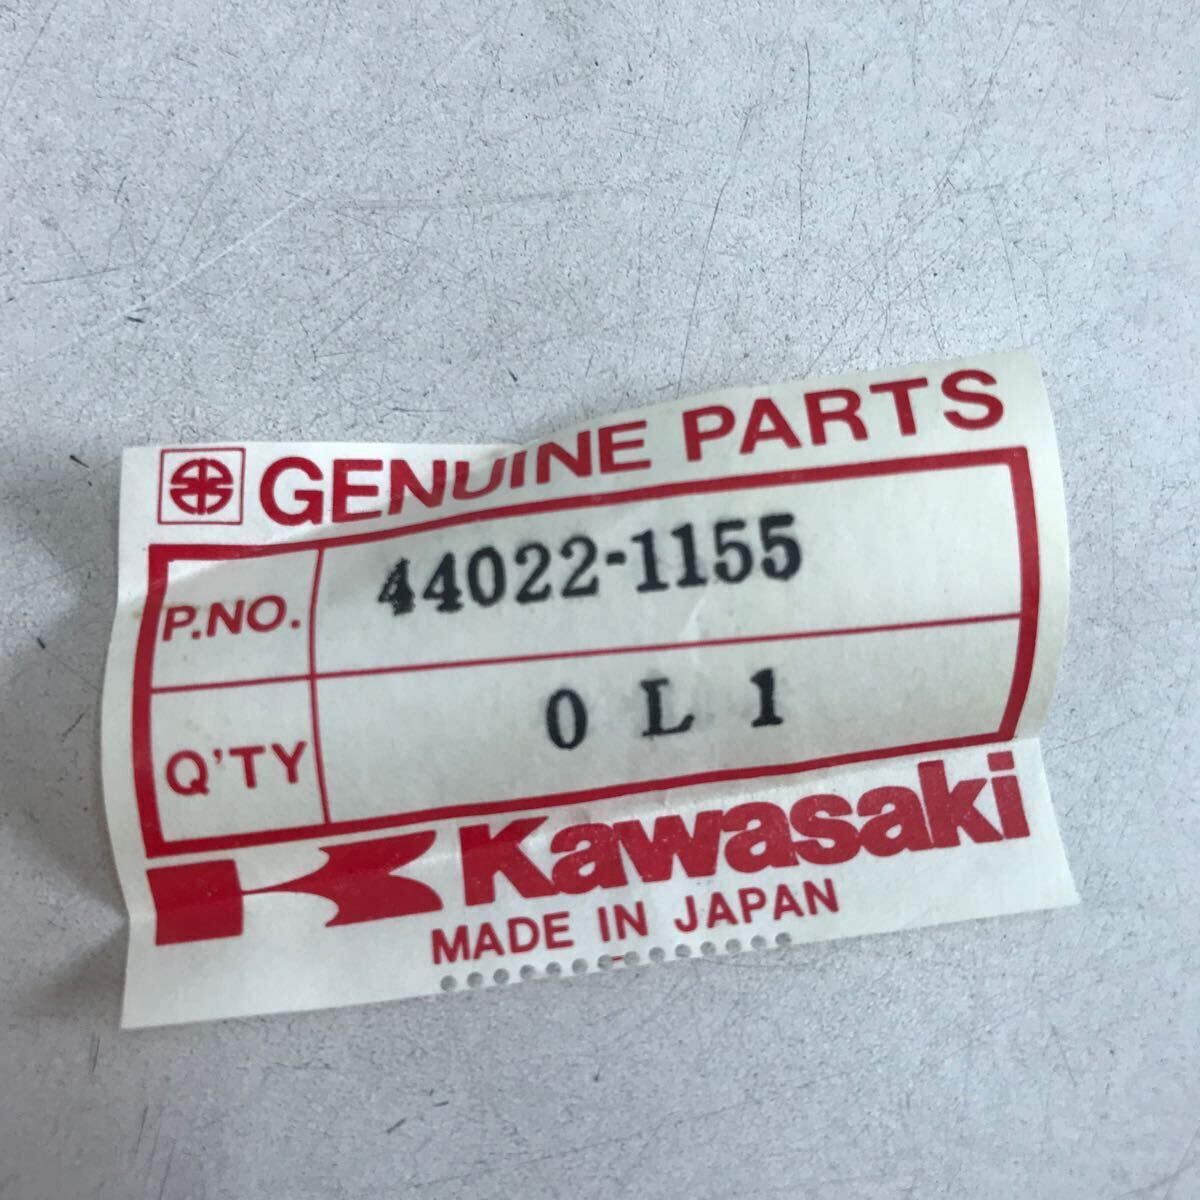 GENUINE PARTS
P.NO. 44022-1155
Q'TY 0 L 1
Kawasaki
MADE IN JAPAN